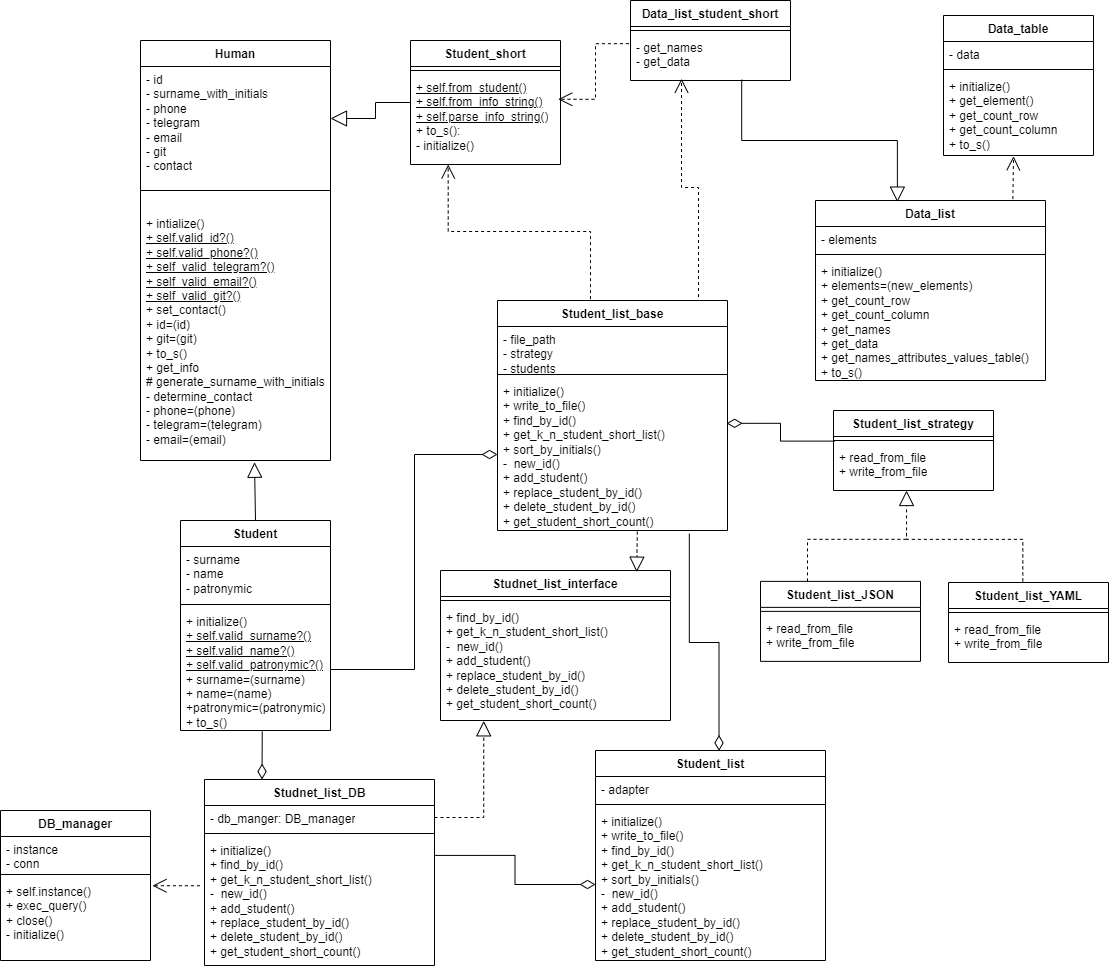 Human
- id
- surname_with_initials
- phone
- telegram
- email
- git
- contact
+ intialize()
+ self.valid_id?()
+ self.valid_phone?()
+ self_valid_telegram?()
+ self_valid_email?()
+ self_valid_git?()
+ set_contact()
+ id=(id)
+ git=(git)
+ to_s()
+ get_info
# generate_surname_with_initials
- determine_contact
- phone=(phone)
- telegram=(telegram)
- email=(email)
Student_short
+ self.from_student()
+ self.from_info_string()
+ self.parse_info_string()
+ to_s():
- initialize()
Data_list_student_short
- get_names
- get_data
Data_table
- data
+ initialize()
+ get_element()
+ get_count_row
+ get_count_column
+ to_s()
Data_list
- elements
+ initialize()
+ elements=(new_elements)
+ get_count_row
+ get_count_column
+ get_names
+ get_data
+ get_names_attributes_values_table()
+ to_s()
Student_list_base
- file_path
- strategy
- students
+ initialize()
+ write_to_file()
+ find_by_id()
+ get_k_n_student_short_list()
+ sort_by_initials()
- new_id()
+ add_student()
+ replace_student_by_id()
+ delete_student_by_id()
+ get_student_short_count()
Student_list_strategy
+ read_from_file
+ write_from_file
Student_list_JSON
+ read_from_file
+ write_from_file
Student_list_YAML
+ read_from_file
+ write_from_file
Student
- surname
- name
- patronymic
+ initialize()
+ self.valid_surname?()
+ self.valid_name?()
+ self.valid_patronymic?()
+ surname=(surname)
+ name=(name)
+patronymic=(patronymic)
+ to_s()
Studnet_list_interface
+ find_by_id()
+ get_k_n_student_short_list()
- new_id()
+ add_student()
+ replace_student_by_id()
+ delete_student_by_id()
+ get_student_short_count()
DB_manager
- instance
- conn
+ self.instance()
+ exec_query()
+ close()
- initialize()
Studnet_list_DB
- db_manger: DB_manager
+ initialize()
+ find_by_id()
+ get_k_n_student_short_list()
- new_id()
+ add_student()
+ replace_student_by_id()
+ delete_student_by_id()
+ get_student_short_count()
Student_list
- adapter
+ initialize()
+ write_to_file()
+ find_by_id()
+ get_k_n_student_short_list()
+ sort_by_initials()
- new_id()
+ add_student()
+ replace_student_by_id()
+ delete_student_by_id()
+ get_student_short_count()